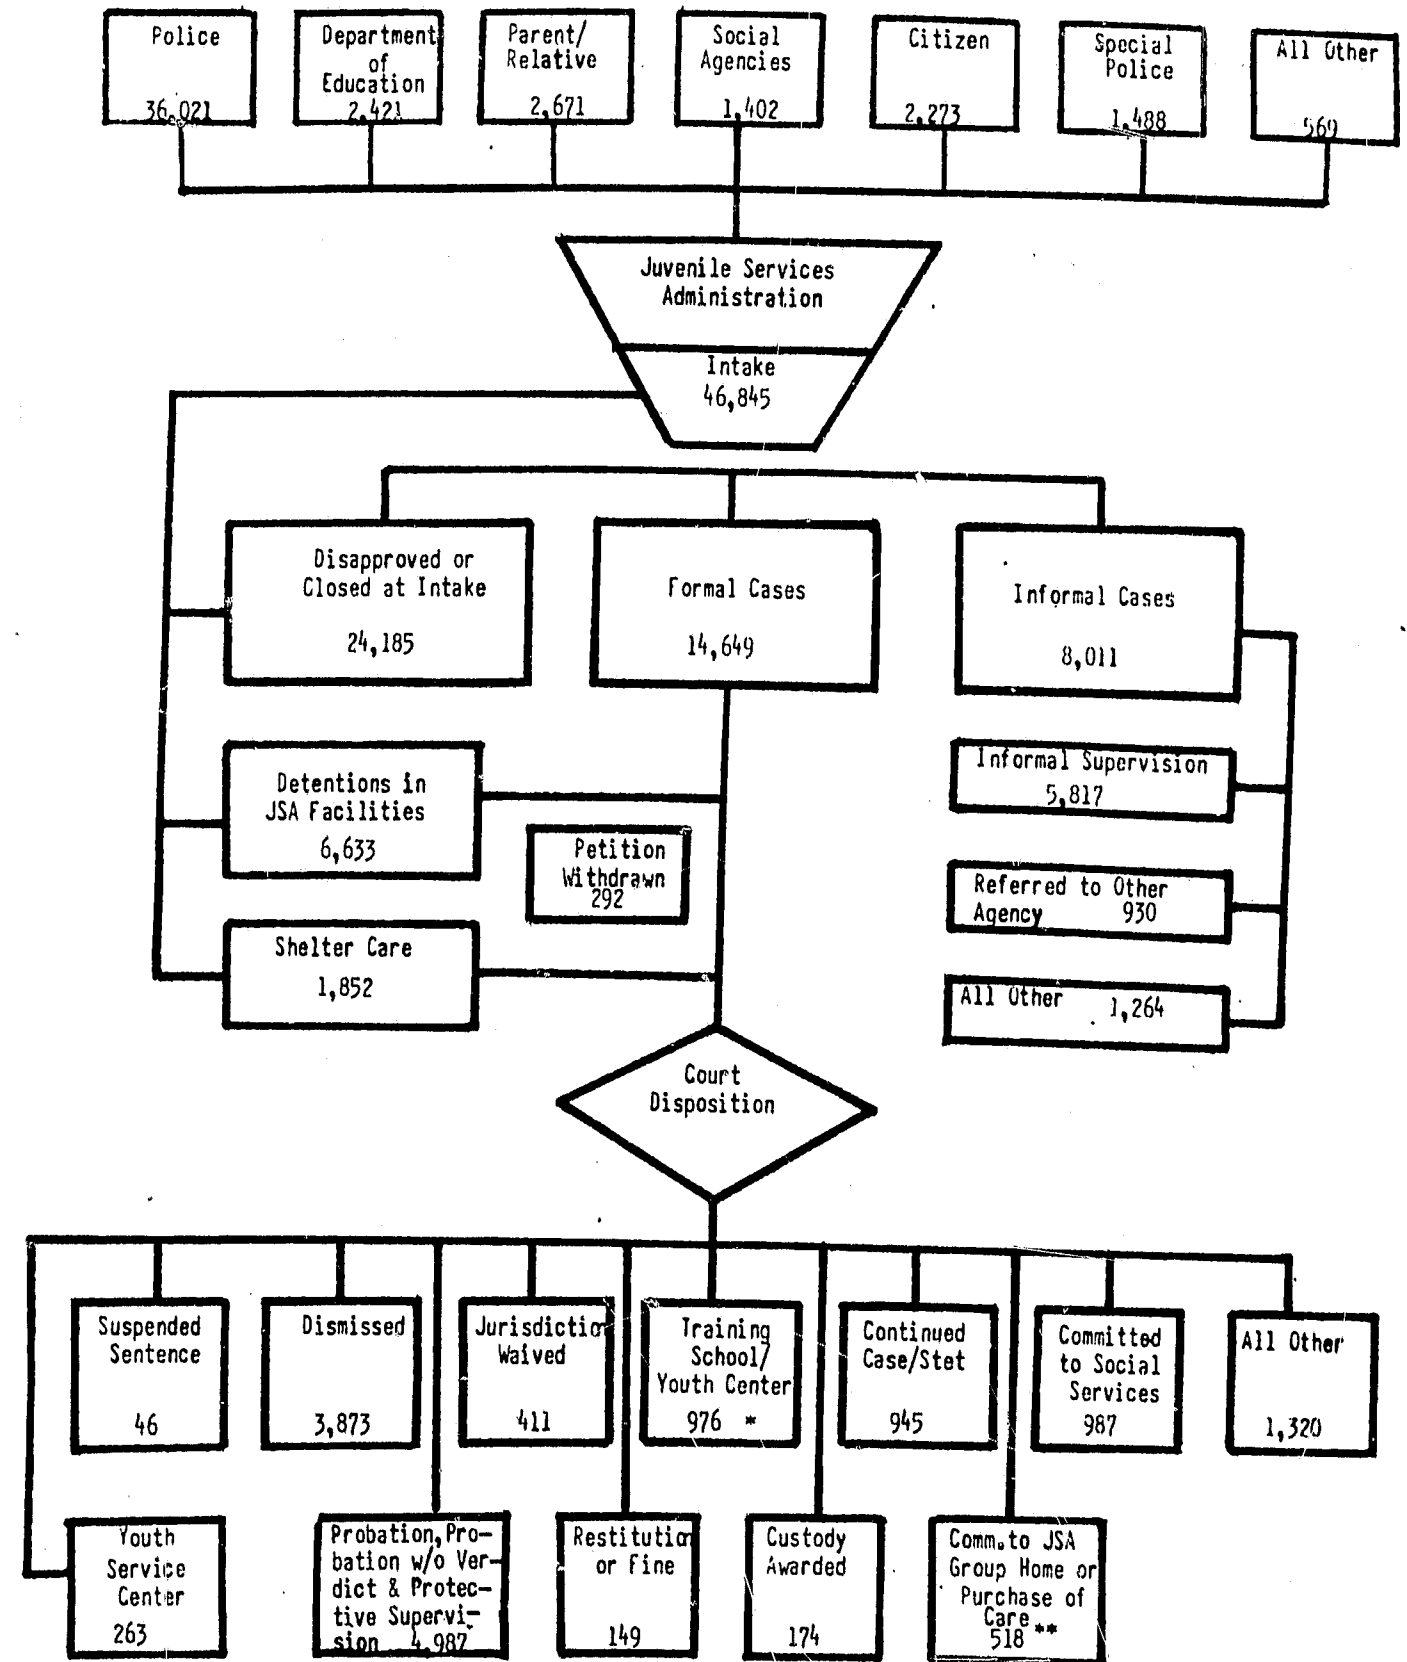 Police
36,021
Department
of
Education
2,421
Parent/
Relative
2,671
Social
Agencies
1,402
Citizen
2,273
Special
Police
1,488
All Other
569
Juvenile Services
Administration
Intake
46,845
Disapproved or
Closed at Intake
24,185
Formal Cases
14,649
Informal Cases
8,011
Detentions in
JSA Facilities
6,633
Petition
Withdrawn
292
Shelter Care
1,852
Informal Supervision
5,817
Referred to Other
Agency 930
All Other 1,264
Court
Disposition
Suspended
Sentence
46
Dismissed
3,873
Jurisdiction
Waived
411
Training
School/
Youth Center
976 *
Continued
Case/Stet
945
Committed
to Social
Services
987
All Other
1,320
Youth
Service
Center
263
Probation, Pro-
bation w/o Ver-
dict & Protec-
tive Supervi-
sion 4,987
Restitution
or Fine
149
Custody
Awarded
174
Comm. to JSA
Group Home or
Purchase of
Care **
518